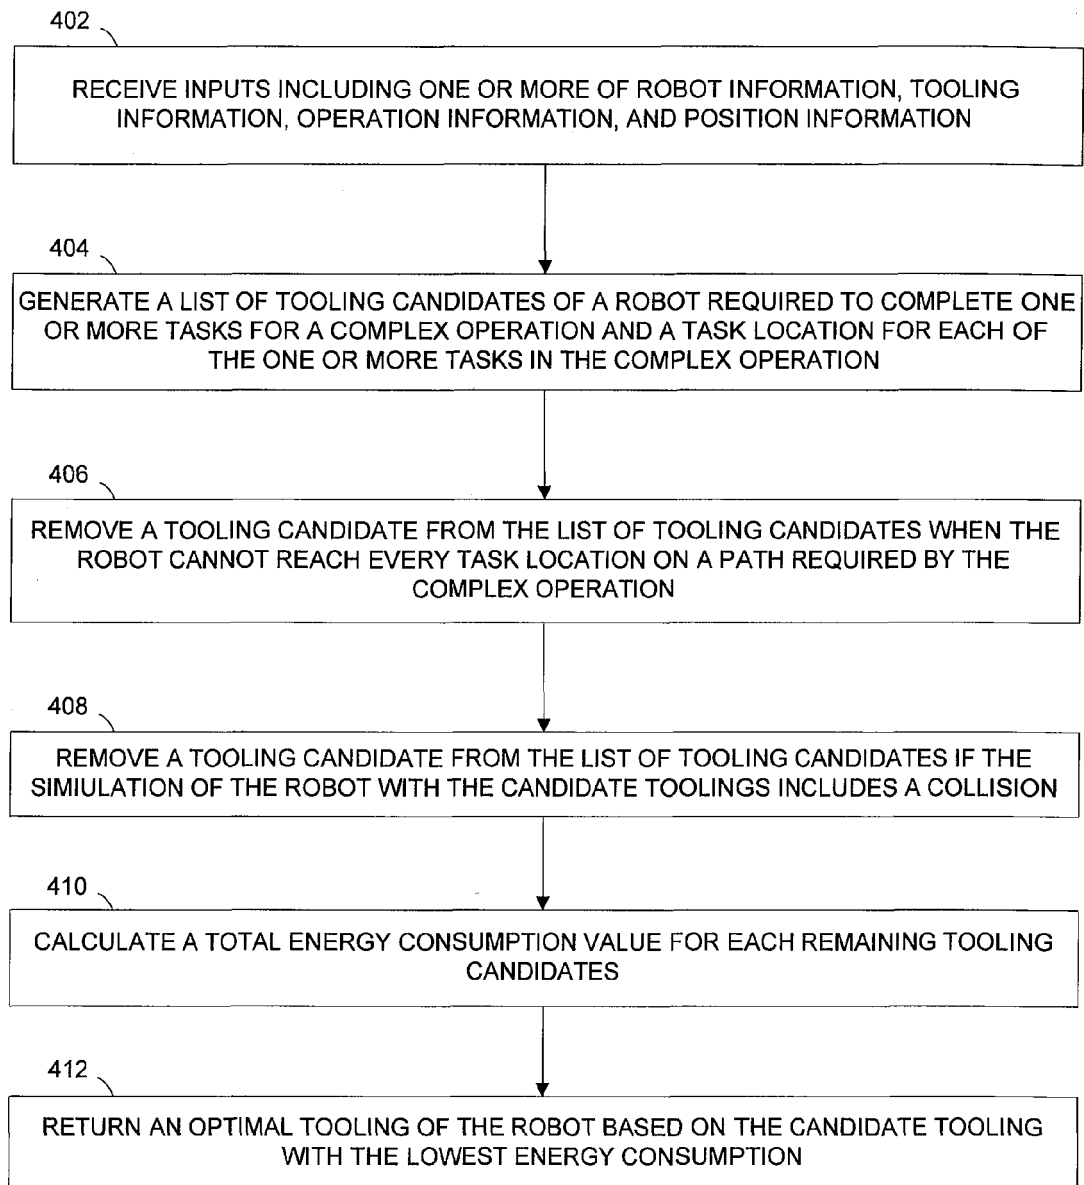 402
RECEIVE INPUTS INCLUDING ONE OR MORE OF ROBOT INFORMATION, TOOLING
INFORMATION, OPERATION INFORMATION, AND POSITION INFORMATION
404
GENERATE A LIST OF TOOLING CANDIDATES OF A ROBOT REQUIRED TO COMPLETE ONE
OR MORE TASKS FOR A COMPLEX OPERATION AND A TASK LOCATION FOR EACH OF
THE ONE OR MORE TASKS IN THE COMPLEX OPERATION
406
REMOVE A TOOLING CANDIDATE FROM THE LIST OF TOOLING CANDIDATES WHEN THE
ROBOT CANNOT REACH EVERY TASK LOCATION ON A PATH REQUIRED BY THE
COMPLEX OPERATION
408
REMOVE A TOOLING CANDIDATE FROM THE LIST OF TOOLING CANDIDATES IF THE
SIMIULATION OF THE ROBOT WITH THE CANDIDATE TOOLINGS INCLUDES A COLLISION
410
CALCULATE A TOTAL ENERGY CONSUMPTION VALUE FOR EACH REMAINING TOOLING
CANDIDATES
412
RETURN AN OPTIMAL TOOLING OF THE ROBOT BASED ON THE CANDIDATE TOOLING
WITH THE LOWEST ENERGY CONSUMPTION